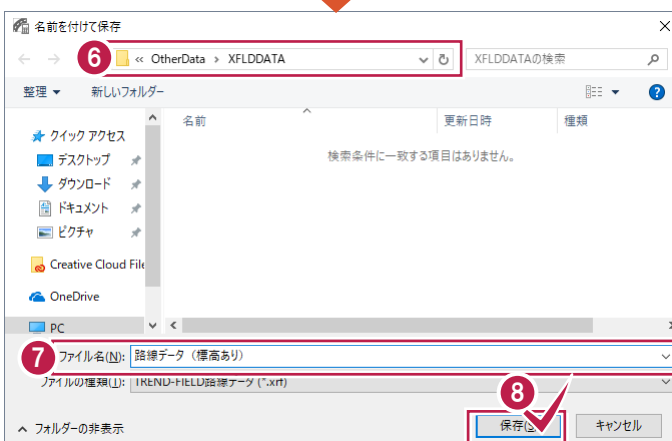 名前を付けて保存
6
« OtherData › XFLDDATA
XFLDDATAの検索
整理 新しいフォルダー
名前 更新日時 種類
検索条件に一致する項目はありません。
クイック アクセス
デスクトップ
ダウンロード
ドキュメント
ピクチャ
Creative Cloud File
OneDrive
PC
7
ファイル名(N): 路線データ（標高あり）
ファイルの種類(T): TREND-FIELD路線データ (*.xrf)
8
フォルダーの非表示 保存 キャンセル